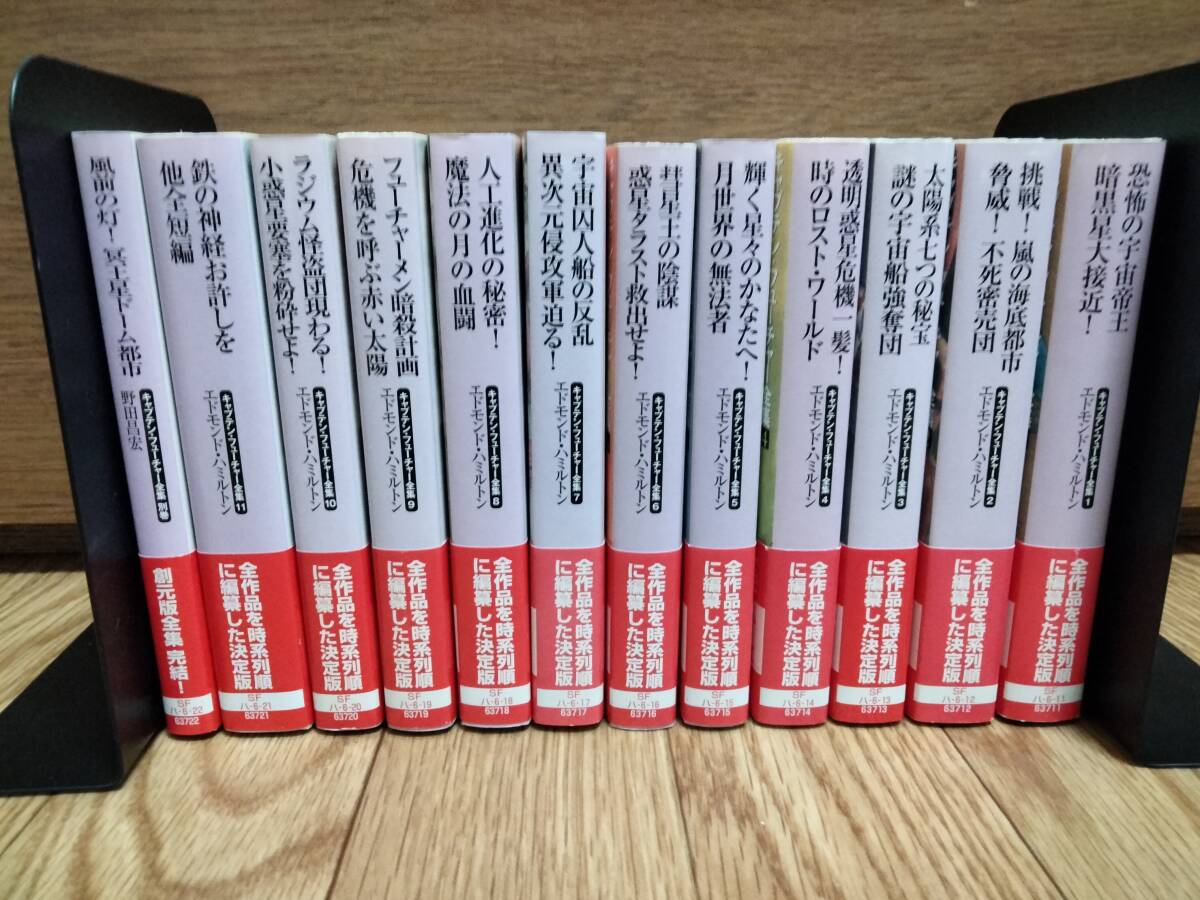 恐怖の宇宙帝王
暗黒星大接近！
キャプテン・フューチャー全集1
エドモンド・ハミルトン
全作品を時系列順
に編纂した決定版
SF
ハ-6-11
63711
挑戦！嵐の海底都市
脅威！不死密売団
キャプテン・フューチャー全集2
エドモンド・ハミルトン
全作品を時系列順
に編纂した決定版
SF
ハ-6-12
63712
太陽系七つの秘宝
謎の宇宙船強奪団
キャプテン・フューチャー全集3
エドモンド・ハミルトン
全作品を時系列順
に編纂した決定版
SF
ハ-6-13
63713
透明惑星危機一髪！
時のロスト・ワールド
キャプテン・フューチャー全集4
エドモンド・ハミルトン
全作品を時系列順
に編纂した決定版
SF
ハ-6-14
63714
輝く星々のかなたへ！
月世界の無法者
キャプテン・フューチャー全集5
エドモンド・ハミルトン
全作品を時系列順
に編纂した決定版
SF
ハ-6-15
63715
彗星王の陰謀
惑星タラスト救出せよ！
キャプテン・フューチャー全集6
エドモンド・ハミルトン
全作品を時系列順
に編纂した決定版
SF
ハ-6-16
63716
宇宙囚人船の反乱
異次元侵攻軍迫る！
キャプテン・フューチャー全集7
エドモンド・ハミルトン
全作品を時系列順
に編纂した決定版
SF
ハ-6-17
63717
人工進化の秘密！
魔法の月の血闘
キャプテン・フューチャー全集8
エドモンド・ハミルトン
全作品を時系列順
に編纂した決定版
SF
ハ-6-18
63718
フューチャーメン暗殺計画
危機を呼ぶ赤い太陽
キャプテン・フューチャー全集9
エドモンド・ハミルトン
全作品を時系列順
に編纂した決定版
SF
ハ-6-19
63719
ラジウム怪盗団現わる！
小惑星要塞を粉砕せよ！
キャプテン・フューチャー全集10
エドモンド・ハミルトン
全作品を時系列順
に編纂した決定版
SF
ハ-6-20
63720
鉄の神経お許しを
他全短編
キャプテン・フューチャー全集11
エドモンド・ハミルトン
全作品を時系列順
に編纂した決定版
SF
ハ-6-21
63721
風前の灯！冥王星ドーム都市
キャプテン・フューチャー全集 別巻
野田昌宏
創元版全集 完結！
SF
ハ-6-22
63722